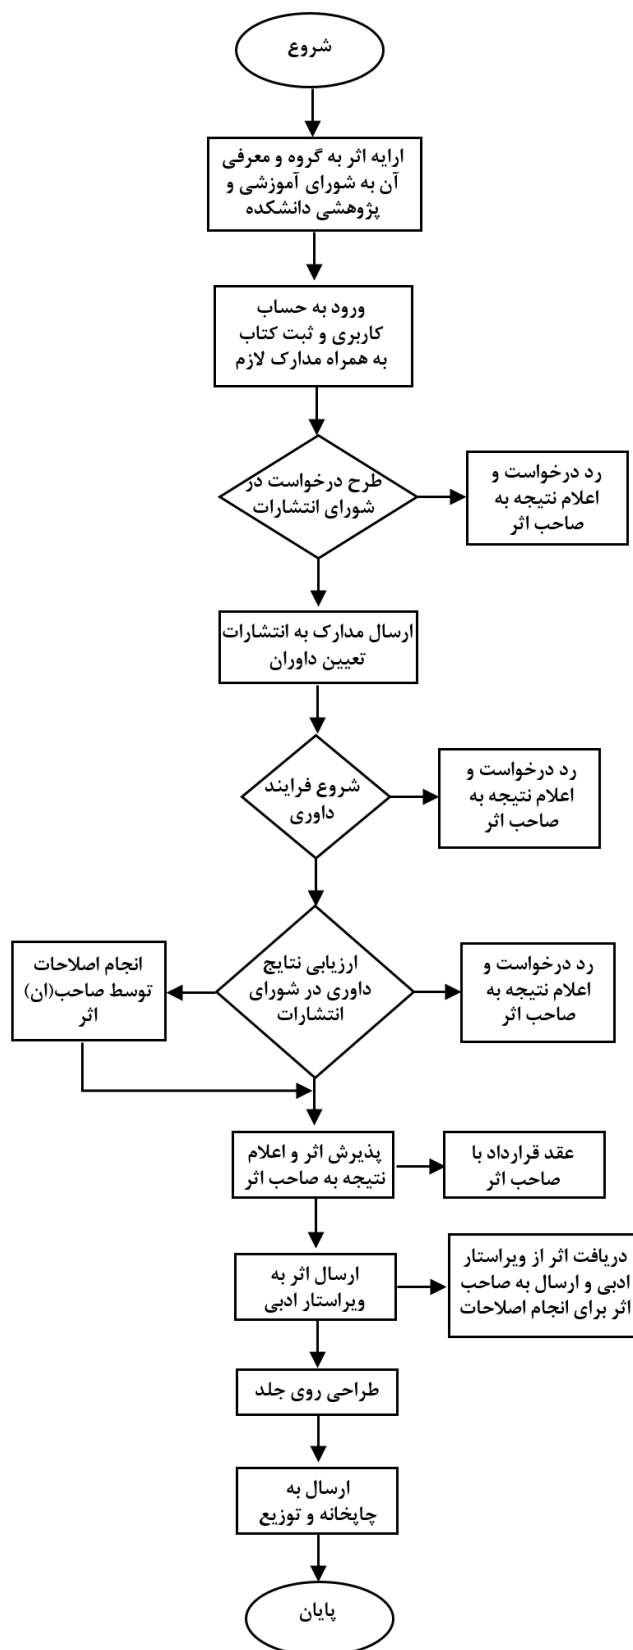 شروع
ارایه اثر به گروه و معرفی
آن به شورای آموزشی و
پژوهشی دانشکده
ورود به حساب
کاربری و ثبت کتاب
به همراه مدارک لازم
طرح درخواست در
شورای انتشارات
رد درخواست و
اعلام نتیجه به
صاحب اثر
ارسال مدارک به انتشارات
تعیین داوران
شروع فرایند
داوری
رد درخواست و
اعلام نتیجه به
صاحب اثر
ارزیابی نتایج
داوری در شورای
انتشارات
رد درخواست و
اعلام نتیجه به
صاحب اثر
انجام اصلاحات
توسط صاحب(ان)
اثر
پذیرش اثر و اعلام
نتیجه به صاحب اثر
عقد قرارداد با
صاحب اثر
ارسال اثر به
ویراستار ادبی
دریافت اثر از ویراستار
ادبی و ارسال به صاحب
اثر برای انجام اصلاحات
طراحی روی جلد
ارسال به
چاپخانه و توزیع
پایان